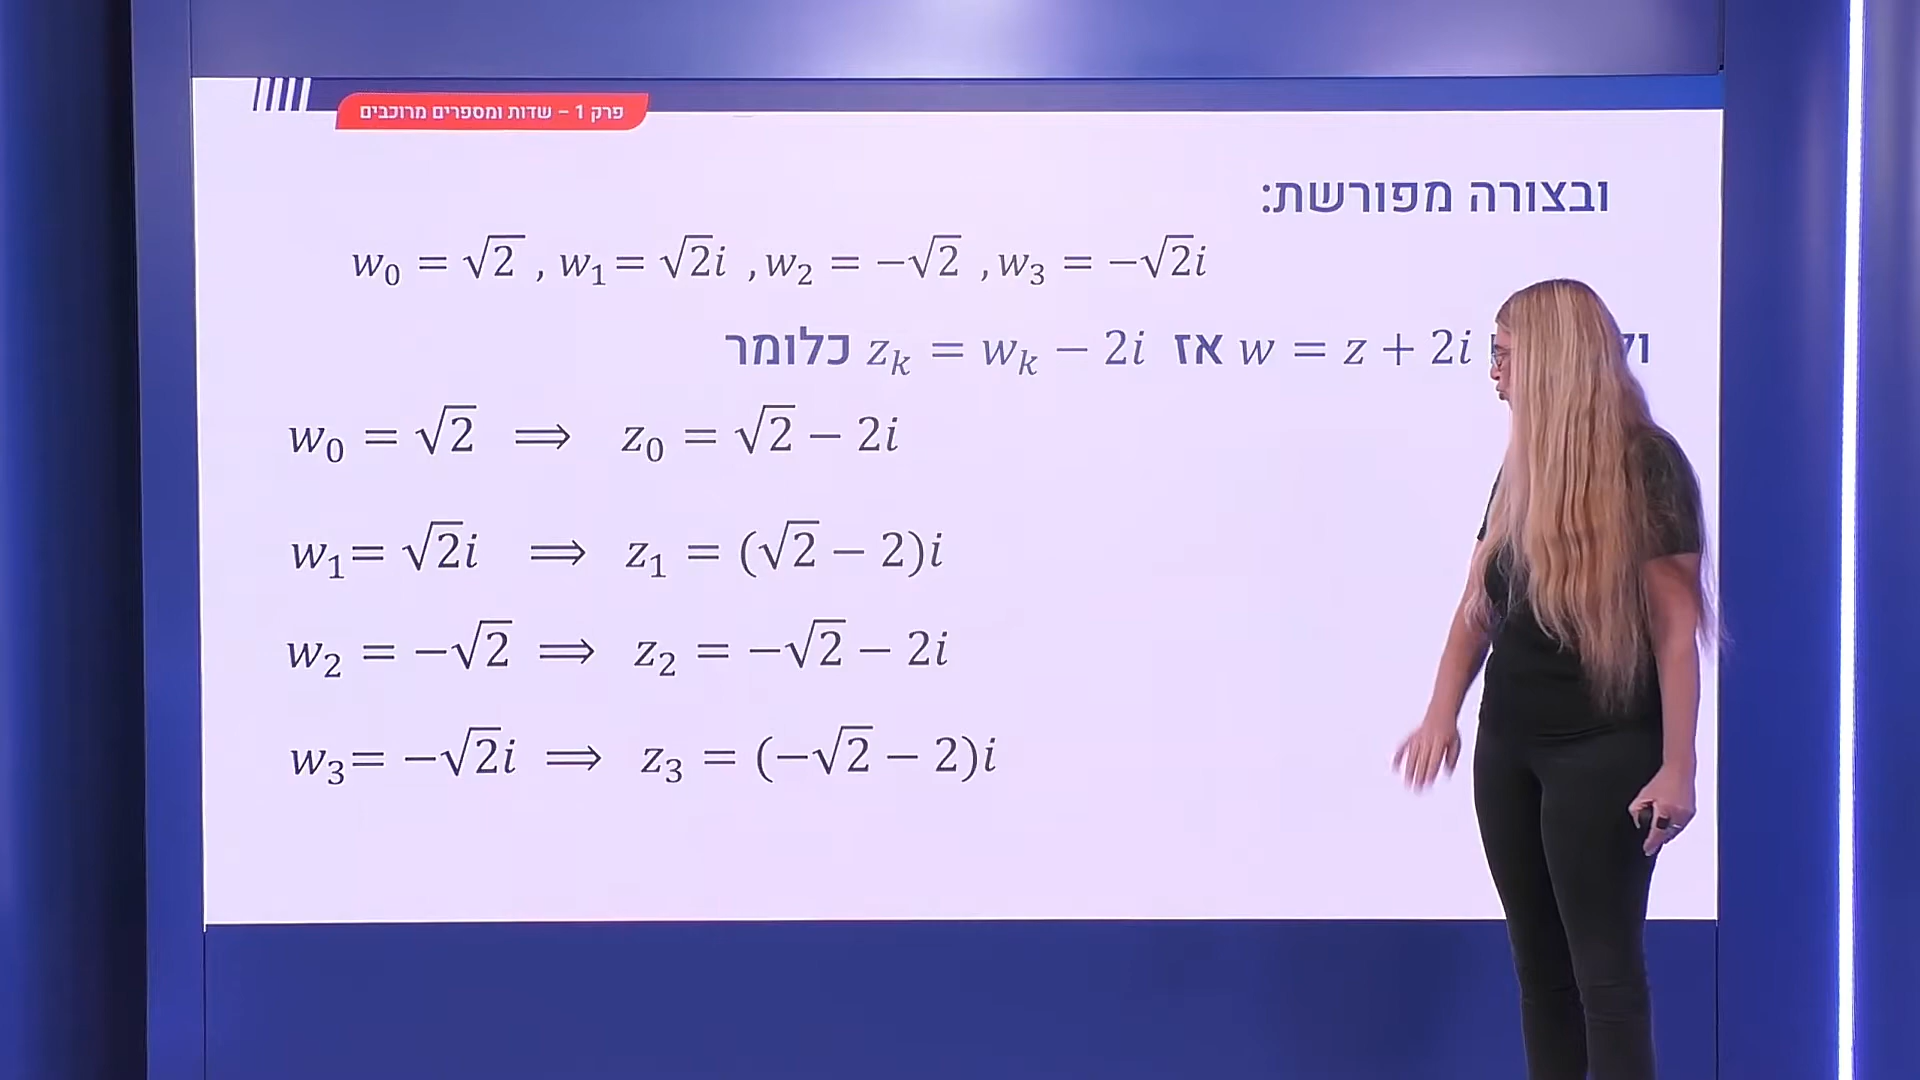 פרק 1 – שדות ומספרים מרוכבים
ובצורה מפורשת:
w₀ = √2 , w₁ = √2i , w₂ = −√2 , w₃ = −√2i
w = z + 2i אז zₖ = wₖ − 2i כלומר
w₀ = √2 ⟹ z₀ = √2 − 2i
w₁ = √2i ⟹ z₁ = (√2 − 2)i
w₂ = −√2 ⟹ z₂ = −√2 − 2i
w₃ = −√2i ⟹ z₃ = (−√2 − 2)i